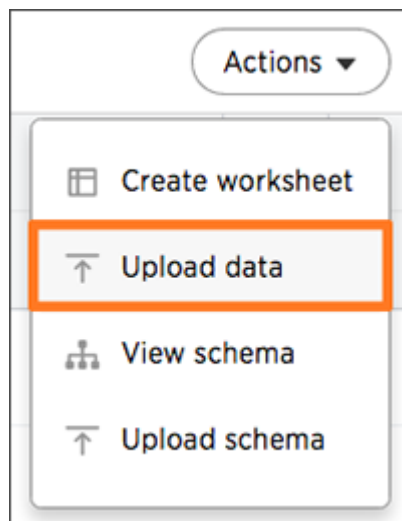 Actions
Create worksheet
Upload data
View schema
Upload schema